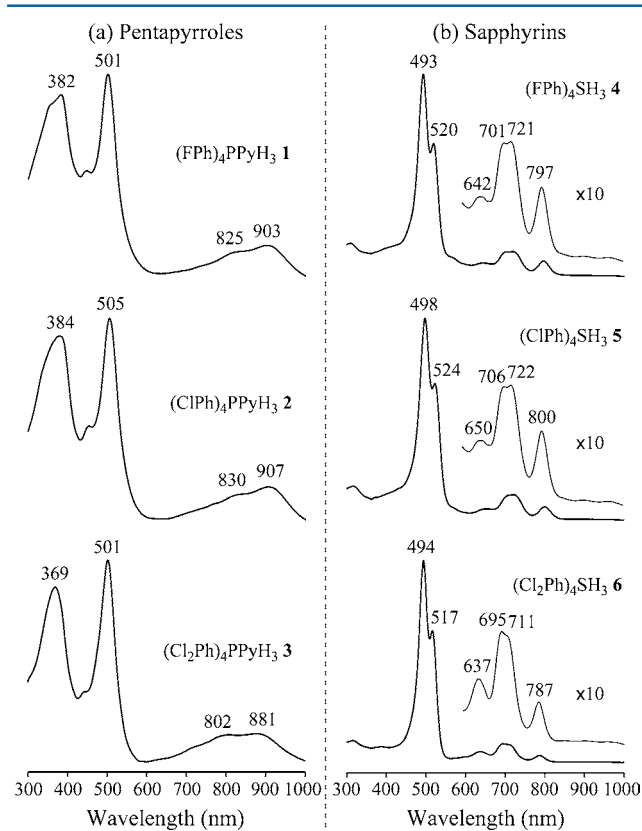 (a) Pentapyrroles
501
382
(FPh)₄PPyH₃ 1
825
903
505
384
(ClPh)₄PPyH₃ 2
830
907
501
369
(Cl₂Ph)₄PPyH₃ 3
802
881
300 400 500 600 700 800 900 1000
Wavelength (nm)
(b) Sapphyrins
493
(FPh)₄SH₃ 4
520
701 721
642
797
x10
498
(ClPh)₄SH₃ 5
524
706 722
650
800
x10
494
(Cl₂Ph)₄SH₃ 6
517
695 711
637
787
x10
300 400 500 600 700 800 900 1000
Wavelength (nm)